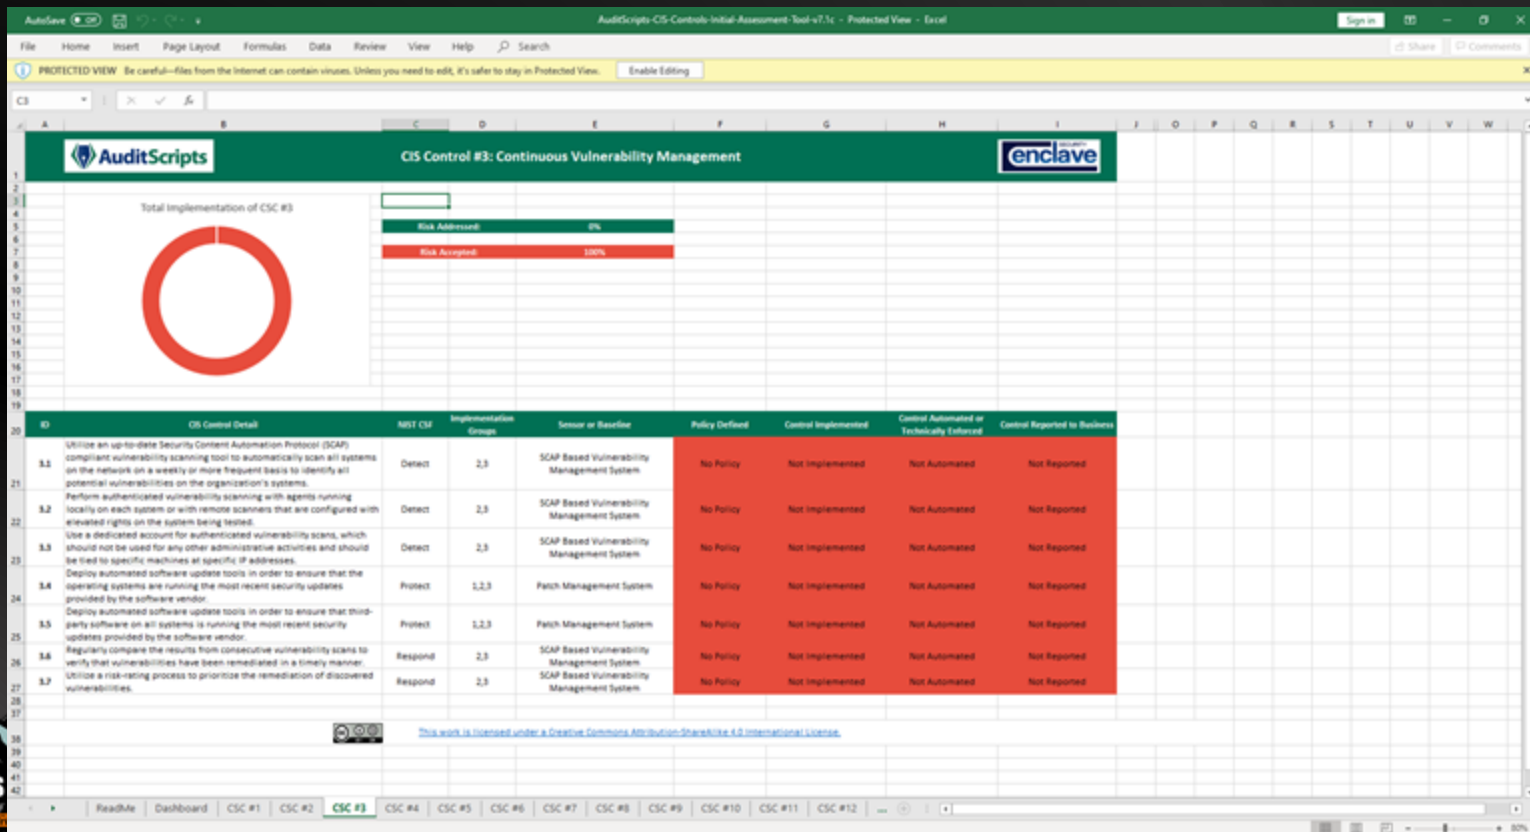 AutoSave Off AuditScripts-CIS-Controls-Initial-Assessment-Tool-v7.1c - Protected View - Excel Sign in
File Home Insert Page Layout Formulas Data Review View Help Search Share Comments
PROTECTED VIEW Be careful—files from the Internet can contain viruses. Unless you need to edit, it's safer to stay in Protected View. Enable Editing
C3 fx
A B C D E F G H I J O P Q R S T U V W
AuditScripts CIS Control #3: Continuous Vulnerability Management SECURITY enclave
Total Implementation of CSC #3
Risk Addressed: 0%
Risk Accepted: 100%
ID CIS Control Detail NIST CSF Implementation Groups Sensor or Baseline Policy Defined Control Implemented Control Automated or Technically Enforced Control Reported to Business
3.1 Utilize an up-to-date Security Content Automation Protocol (SCAP)
compliant vulnerability scanning tool to automatically scan all systems
on the network on a weekly or more frequent basis to identify all
potential vulnerabilities on the organization's systems.
Detect 2,3 SCAP Based Vulnerability Management System No Policy Not Implemented Not Automated Not Reported
3.2 Perform authenticated vulnerability scanning with agents running
locally on each system or with remote scanners that are configured with
elevated rights on the system being tested.
Detect 2,3 SCAP Based Vulnerability Management System No Policy Not Implemented Not Automated Not Reported
3.3 Use a dedicated account for authenticated vulnerability scans, which
should not be used for any other administrative activities and should
be tied to specific machines at specific IP addresses.
Detect 2,3 SCAP Based Vulnerability Management System No Policy Not Implemented Not Automated Not Reported
3.4 Deploy automated software update tools in order to ensure that the
operating systems are running the most recent security updates
provided by the software vendor.
Protect 1,2,3 Patch Management System No Policy Not Implemented Not Automated Not Reported
3.5 Deploy automated software update tools in order to ensure that third-
party software on all systems is running the most recent security
updates provided by the software vendor.
Protect 1,2,3 Patch Management System No Policy Not Implemented Not Automated Not Reported
3.6 Regularly compare the results from consecutive vulnerability scans to
verify that vulnerabilities have been remediated in a timely manner.
Respond 2,3 SCAP Based Vulnerability Management System No Policy Not Implemented Not Automated Not Reported
3.7 Utilize a risk-rating process to prioritize the remediation of discovered
vulnerabilities.
Respond 2,3 SCAP Based Vulnerability Management System No Policy Not Implemented Not Automated Not Reported
This work is licensed under a Creative Commons Attribution-ShareAlike 4.0 International License.
ReadMe Dashboard CSC #1 CSC #2 CSC #3 CSC #4 CSC #5 CSC #6 CSC #7 CSC #8 CSC #9 CSC #10 CSC #11 CSC #12 ...
80%